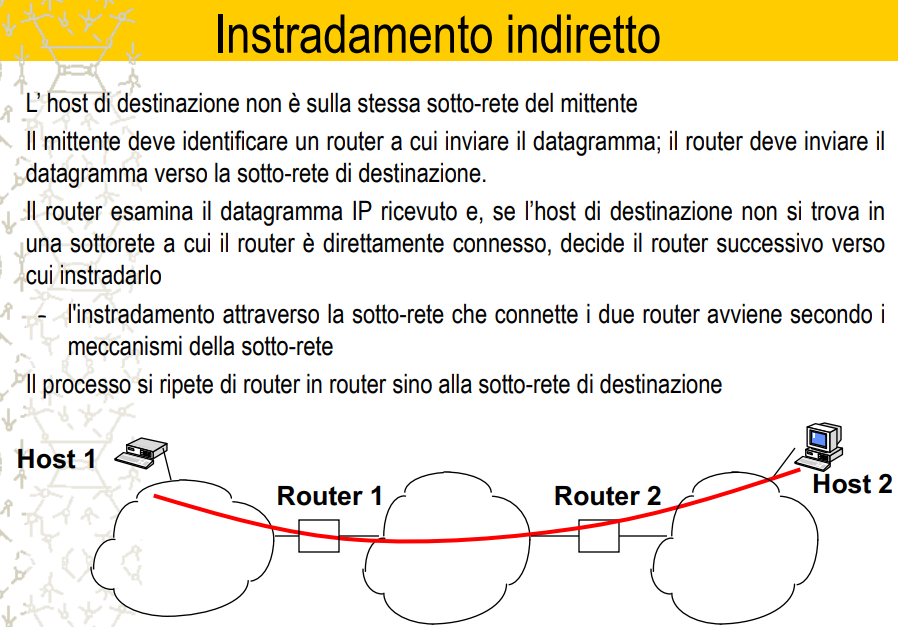 Instradamento indiretto
L' host di destinazione non è sulla stessa sotto-rete del mittente
Il mittente deve identificare un router a cui inviare il datagramma; il router deve inviare il
datagramma verso la sotto-rete di destinazione.
Il router esamina il datagramma IP ricevuto e, se l'host di destinazione non si trova in
una sottorete a cui il router è direttamente connesso, decide il router successivo verso
cui instradarlo
- l'instradamento attraverso la sotto-rete che connette i due router avviene secondo i
meccanismi della sotto-rete
Il processo si ripete di router in router sino alla sotto-rete di destinazione
Host 1
Router 1
Router 2
Host 2